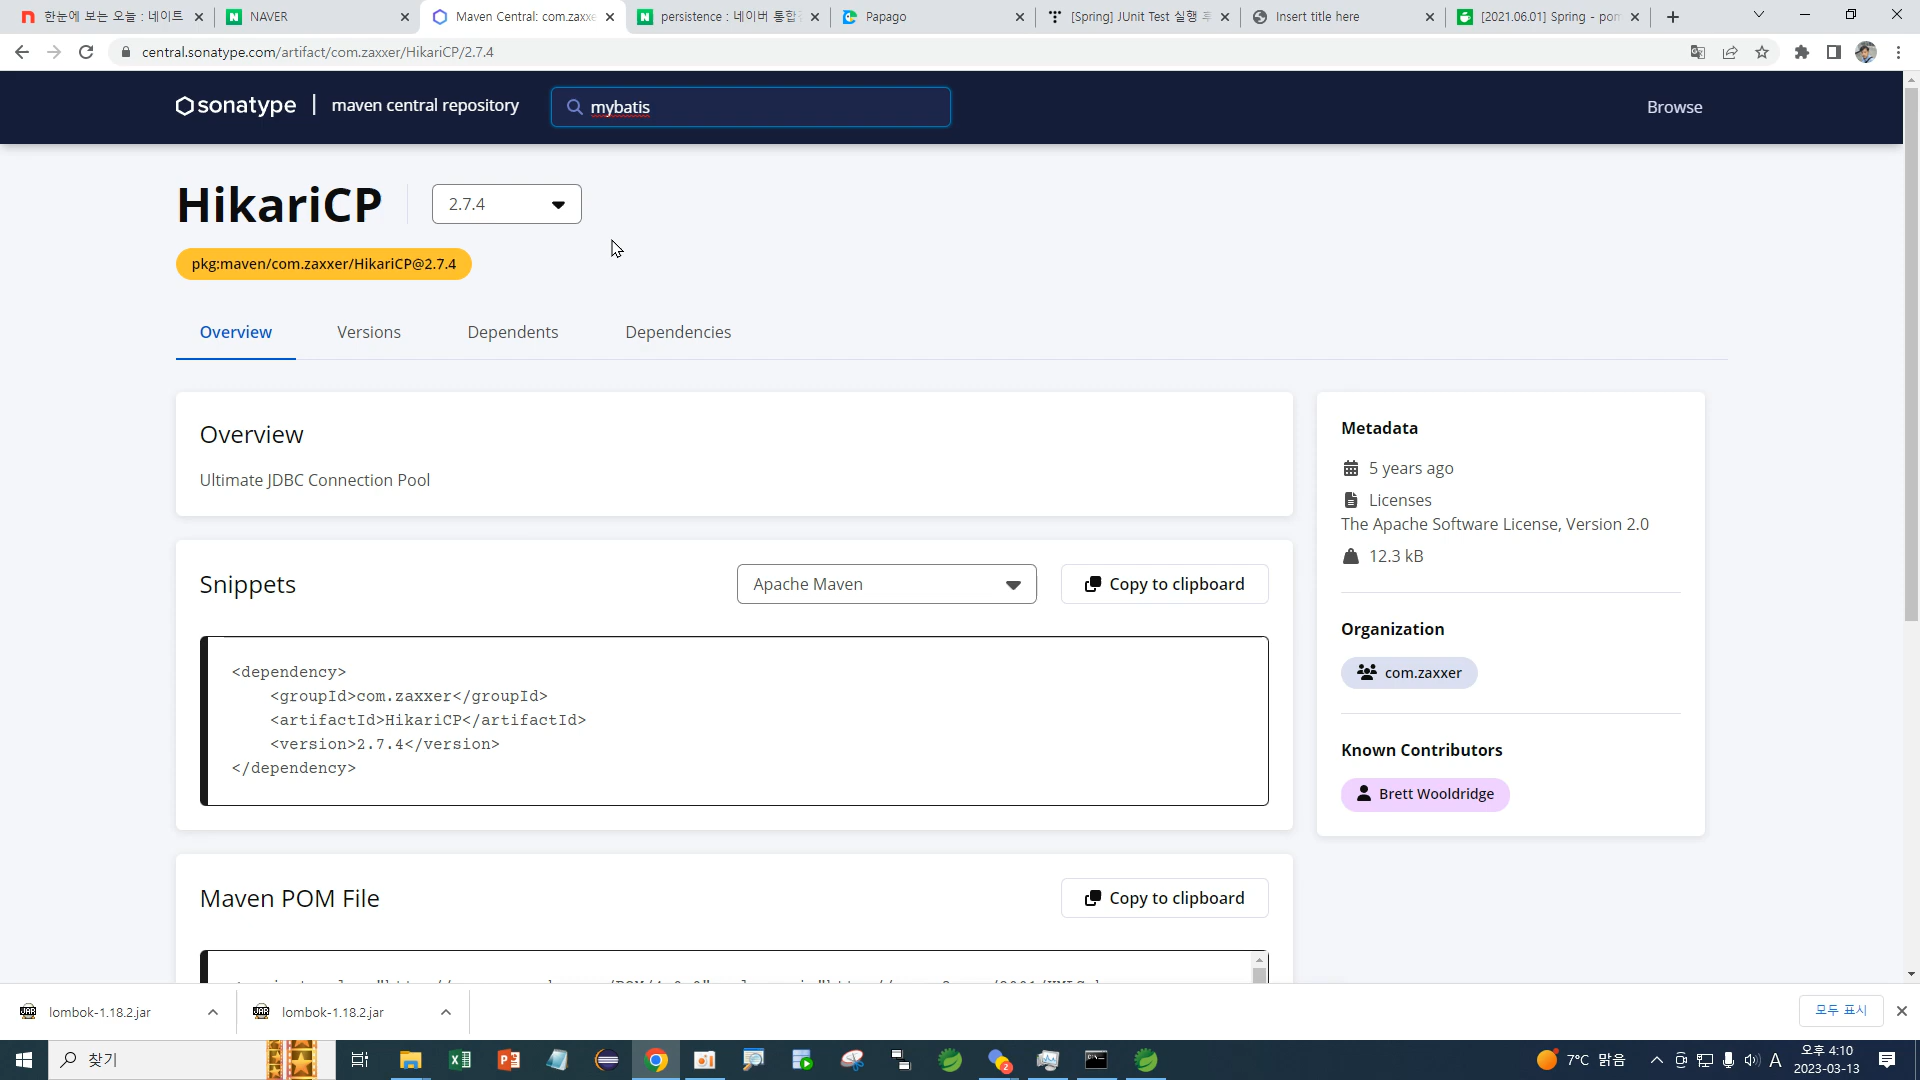 한눈에 보는 오늘 : 네이트
NAVER
Maven Central: com.zaxxe
persistence : 네이버 통합
Papago
[Spring] JUnit Test 실행 후
Insert title here
[2021.06.01] Spring - pom
central.sonatype.com/artifact/com.zaxxer/HikariCP/2.7.4
sonatype | maven central repository
mybatis
Browse
HikariCP
2.7.4
pkg:maven/com.zaxxer/HikariCP@2.7.4
Overview
Versions
Dependents
Dependencies
Overview
Ultimate JDBC Connection Pool
Metadata
5 years ago
Licenses
The Apache Software License, Version 2.0
12.3 kB
Organization
com.zaxxer
Known Contributors
Brett Wooldridge
Snippets
Apache Maven
Copy to clipboard
<dependency>
    <groupId>com.zaxxer</groupId>
    <artifactId>HikariCP</artifactId>
    <version>2.7.4</version>
</dependency>
Maven POM File
Copy to clipboard
lombok-1.18.2.jar
lombok-1.18.2.jar
모두 표시
찾기
7°C 맑음
A
오후 4:10
2023-03-13